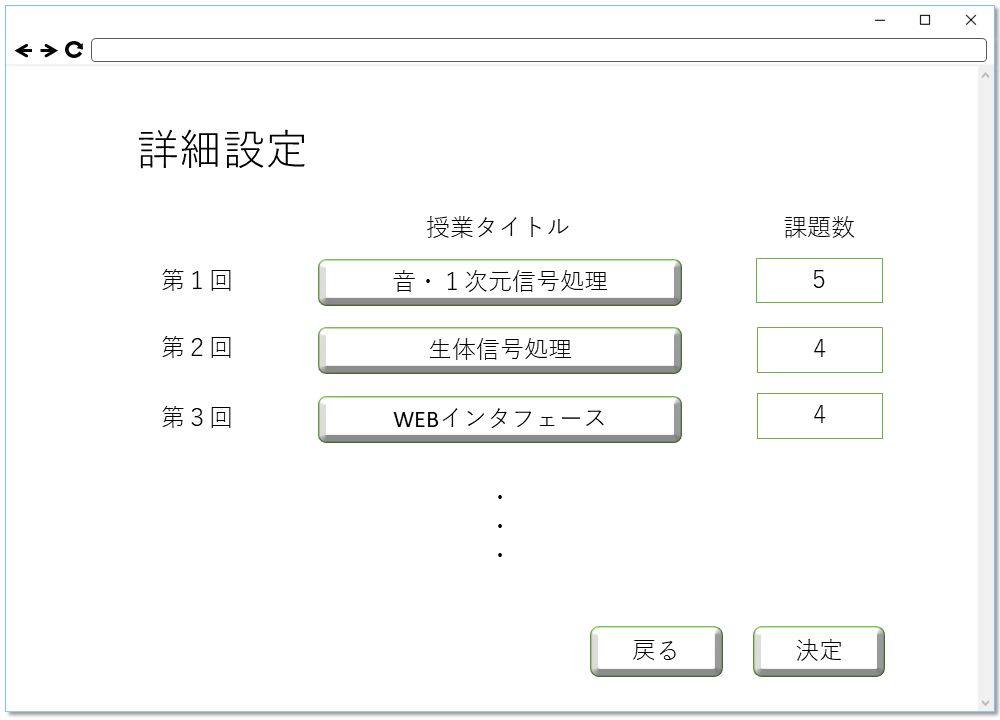 詳細設定
授業タイトル 課題数
第１回 音・１次元信号処理 5
第２回 生体信号処理 4
第３回 WEBインタフェース 4
・
・
・
戻る 決定